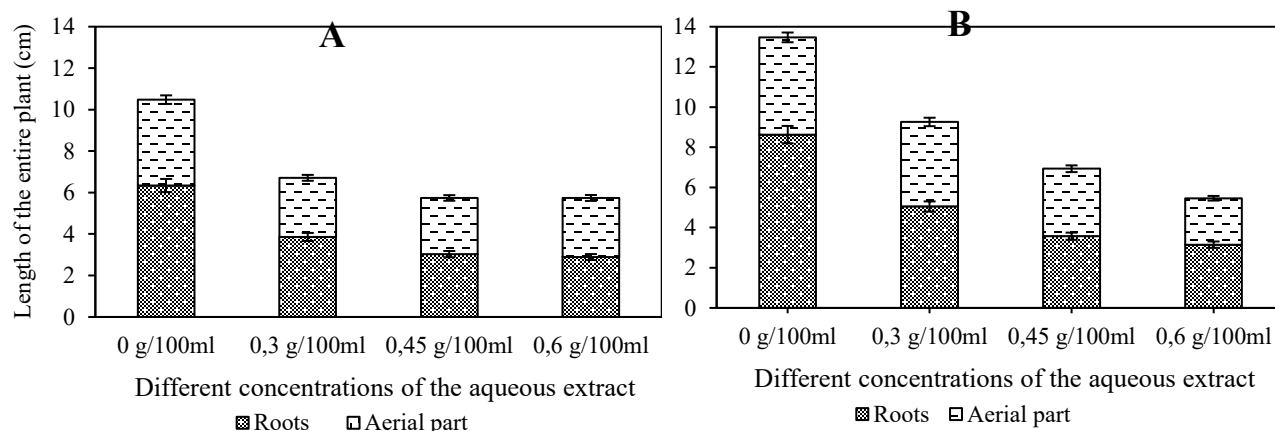 A
Length of the entire plant (cm)
14
12
10
8
6
4
2
0
0 g/100ml 0,3 g/100ml 0,45 g/100ml 0,6 g/100ml
Different concentrations of the aqueous extract
Roots Aerial part
B
14
12
10
8
6
4
2
0
0 g/100ml 0,3 g/100ml 0,45 g/100ml 0,6 g/100ml
Different concentrations of the aqueous extract
Roots Aerial part